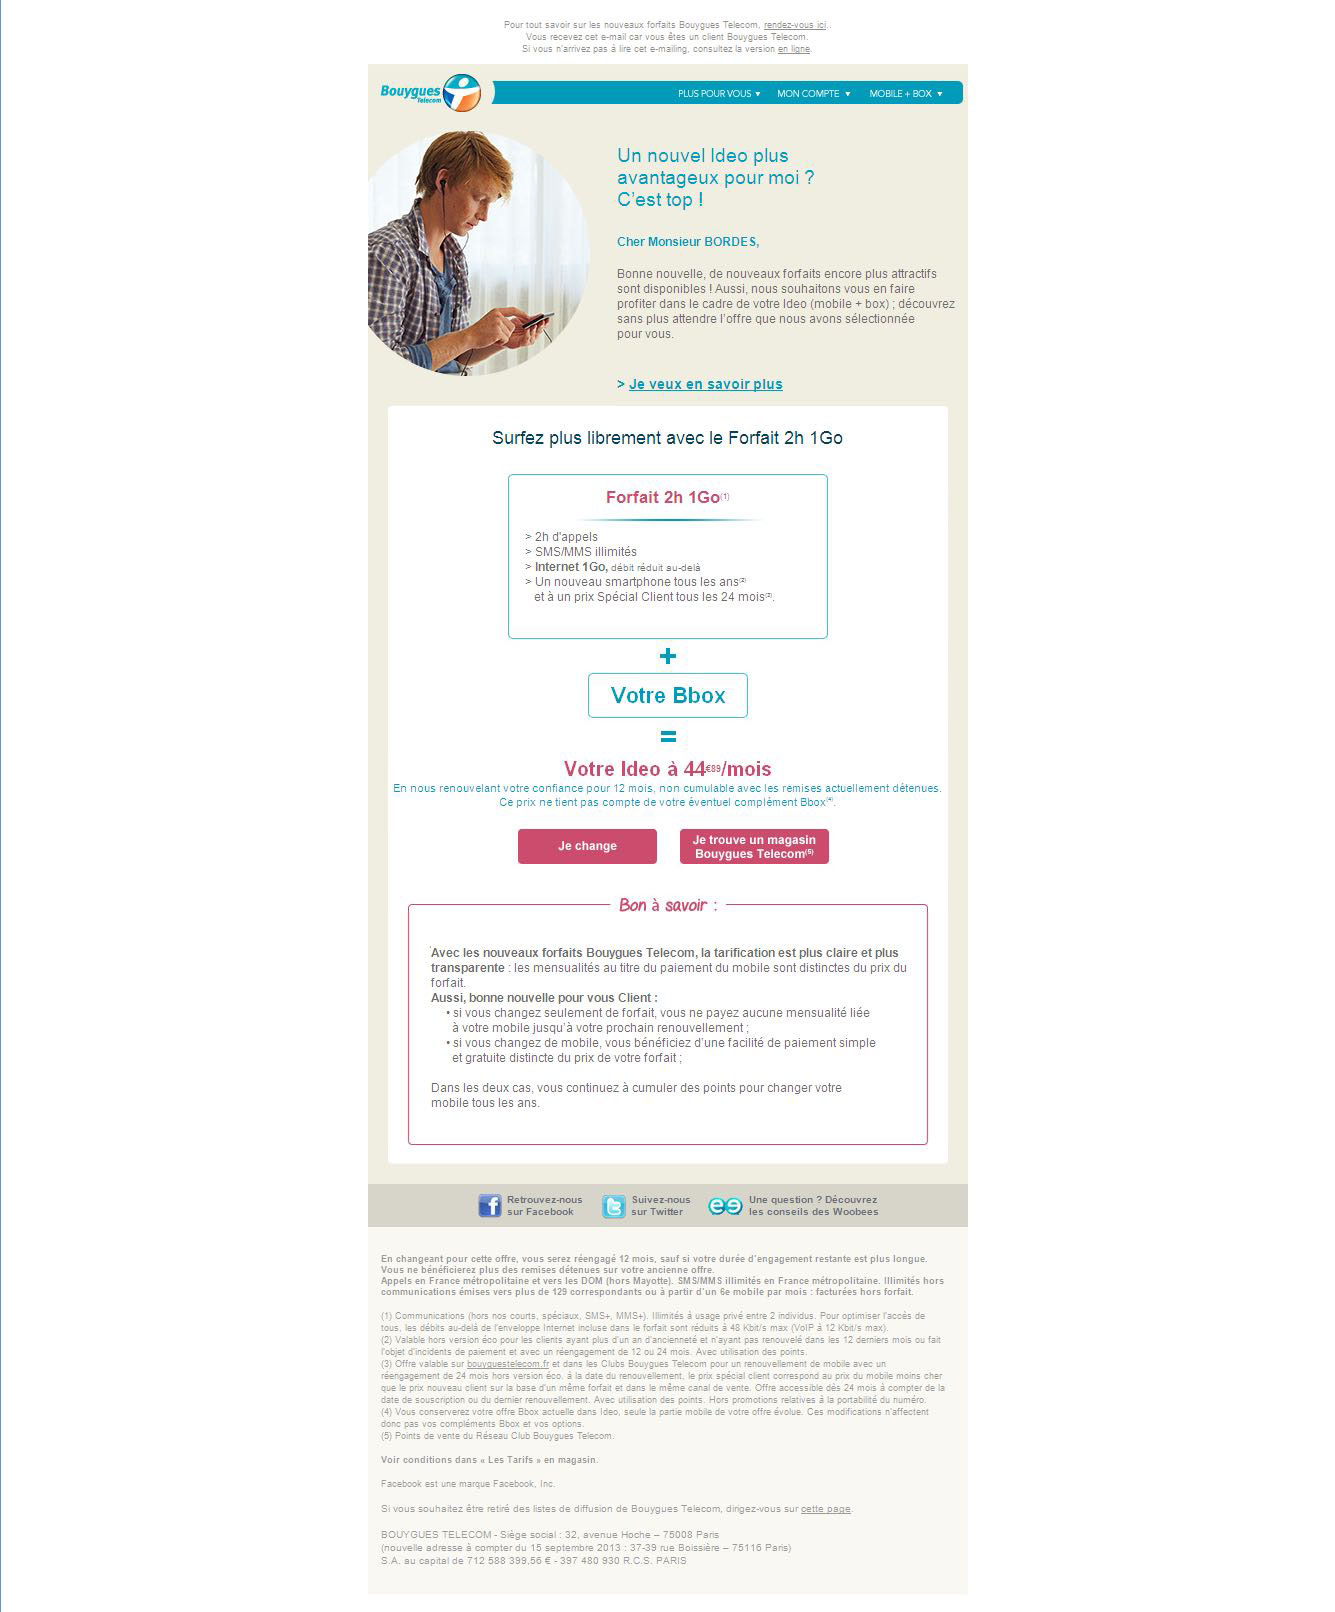 Pour tout savoir sur les nouveaux forfaits Bouygues Telecom, rendez-vous ici..
Vous recevez cet e-mail car vous êtes un client Bouygues Telecom.
Si vous n'arrivez pas à lire cet e-mailing, consultez la version en ligne.
Bouygues
Telecom
PLUS POUR VOUS ▼ MON COMPTE ▼ MOBILE + BOX ▼
Un nouvel Ideo plus
avantageux pour moi ?
C'est top !
Cher Monsieur BORDES,
Bonne nouvelle, de nouveaux forfaits encore plus attractifs
sont disponibles ! Aussi, nous souhaitons vous en faire
profiter dans le cadre de votre Ideo (mobile + box) ; découvrez
sans plus attendre l'offre que nous avons sélectionnée
pour vous.
> Je veux en savoir plus
Surfez plus librement avec le Forfait 2h 1Go
Forfait 2h 1Go(1)
> 2h d'appels
> SMS/MMS illimités
> Internet 1Go, débit réduit au-delà
> Un nouveau smartphone tous les ans(2)
et à un prix Spécial Client tous les 24 mois(3).
+
Votre Bbox
=
Votre Ideo à 44€89/mois
En nous renouvelant votre confiance pour 12 mois, non cumulable avec les remises actuellement détenues.
Ce prix ne tient pas compte de votre éventuel complément Bbox(4).
Je change
Je trouve un magasin
Bouygues Telecom(5)
Bon à savoir :
Avec les nouveaux forfaits Bouygues Telecom, la tarification est plus claire et plus
transparente : les mensualités au titre du paiement du mobile sont distinctes du prix du
forfait.
Aussi, bonne nouvelle pour vous Client :
• si vous changez seulement de forfait, vous ne payez aucune mensualité liée
à votre mobile jusqu'à votre prochain renouvellement ;
• si vous changez de mobile, vous bénéficiez d'une facilité de paiement simple
et gratuite distincte du prix de votre forfait ;
Dans les deux cas, vous continuez à cumuler des points pour changer votre
mobile tous les ans.
Retrouvez-nous
sur Facebook
Suivez-nous
sur Twitter
Une question ? Découvrez
les conseils des Woobees
En changeant pour cette offre, vous serez réengagé 12 mois, sauf si votre durée d'engagement restante est plus longue.
Vous ne bénéficierez plus des remises détenues sur votre ancienne offre.
Appels en France métropolitaine et vers les DOM (hors Mayotte). SMS/MMS illimités en France métropolitaine. Illimités hors
communications émises vers plus de 129 correspondants ou à partir d'un 6e mobile par mois : facturées hors forfait.
(1) Communications (hors nos courts, spéciaux, SMS+, MMS+). Illimités à usage privé entre 2 individus. Pour optimiser l'accès de
tous, les débits au-delà de l'enveloppe Internet incluse dans le forfait sont réduits à 48 Kbit/s max (VoIP à 12 Kbit/s max).
(2) Valable hors version éco pour les clients ayant plus d'un an d'ancienneté et n'ayant pas renouvelé dans les 12 derniers mois ou fait
l'objet d'incidents de paiement et avec un réengagement de 12 ou 24 mois. Avec utilisation des points.
(3) Offre valable sur bouyguestelecom.fr et dans les Clubs Bouygues Telecom pour un renouvellement de mobile avec un
réengagement de 24 mois hors version éco. à la date du renouvellement, le prix spécial client correspond au prix du mobile moins cher
que le prix nouveau client sur la base d'un même forfait et dans le même canal de vente. Offre accessible dès 24 mois à compter de la
date de souscription ou du dernier renouvellement. Avec utilisation des points. Hors promotions relatives à la portabilité du numéro.
(4) Vous conserverez votre offre Bbox actuelle dans Ideo, seule la partie mobile de votre offre évolue. Ces modifications n'affectent
donc pas vos compléments Bbox et vos options.
(5) Points de vente du Réseau Club Bouygues Telecom.
Voir conditions dans « Les Tarifs » en magasin.
Facebook est une marque Facebook, Inc.
Si vous souhaitez être retiré des listes de diffusion de Bouygues Telecom, dirigez-vous sur cette page.
BOUYGUES TELECOM - Siège social : 32, avenue Hoche – 75008 Paris
(nouvelle adresse à compter du 15 septembre 2013 : 37-39 rue Boissière – 75116 Paris)
S.A. au capital de 712 588 399,56 € - 397 480 930 R.C.S. PARIS